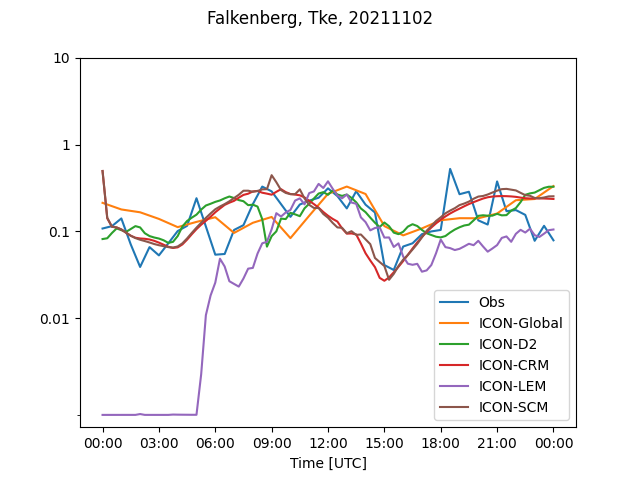 Falkenberg, Tke, 20211102
10
1
0.1
0.01
Obs
ICON-Global
ICON-D2
ICON-CRM
ICON-LEM
ICON-SCM
00:00 03:00 06:00 09:00 12:00 15:00 18:00 21:00 00:00
Time [UTC]